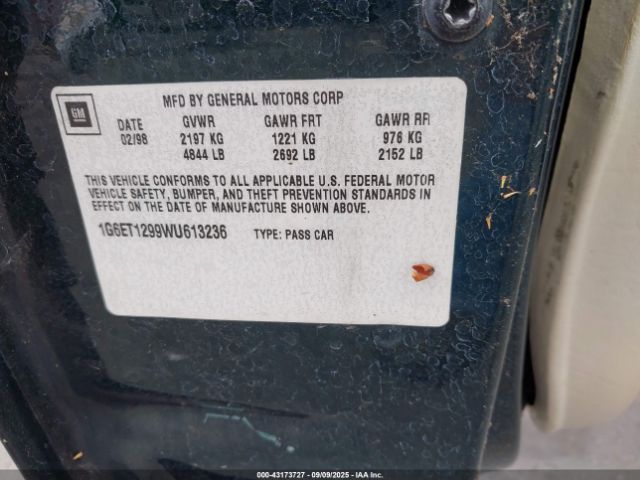 MFD BY GENERAL MOTORS CORP
GM
DATE GVWR GAWR FRT GAWR RR
02/98 2197 KG 1221 KG 976 KG
4844 LB 2692 LB 2152 LB
THIS VEHICLE CONFORMS TO ALL APPLICABLE U.S. FEDERAL MOTOR
VEHICLE SAFETY, BUMPER, AND THEFT PREVENTION STANDARDS IN
EFFECT ON THE DATE OF MANUFACTURE SHOWN ABOVE.
1G6ET1299WU613236 TYPE: PASS CAR
000-43173727 - 09/09/2025 - Copyright © 2025 IAA